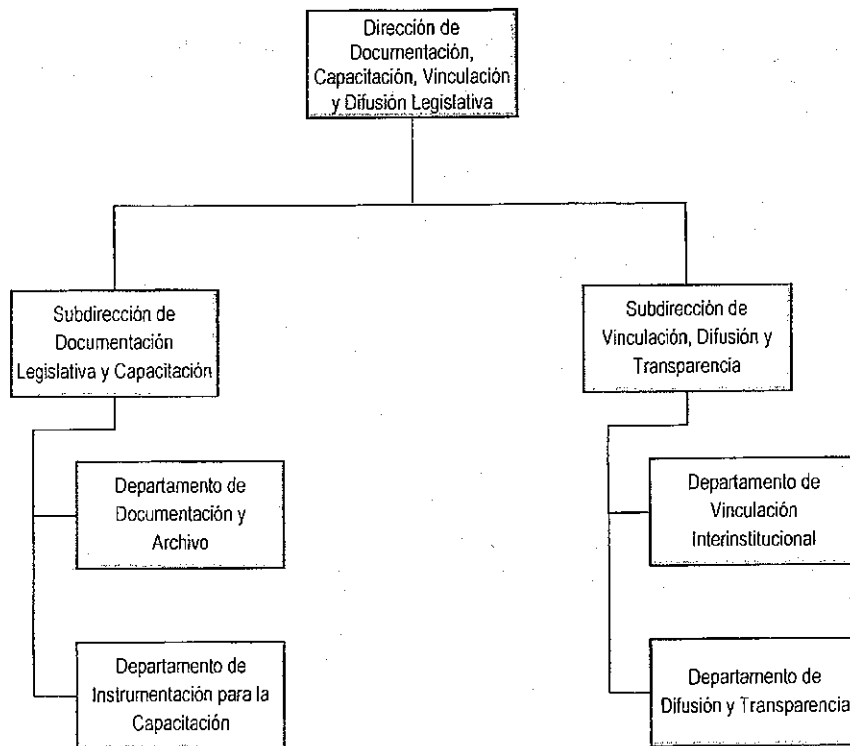 Dirección de
Documentación,
Capacitación, Vinculación
y Difusión Legislativa
Subdirección de
Documentación
Legislativa y Capacitación
Subdirección de
Vinculación, Difusión y
Transparencia
Departamento de
Documentación y
Archivo
Departamento de
Vinculación
Interinstitucional
Departamento de
Instrumentación para la
Capacitación
Departamento de
Difusión y Transparencia